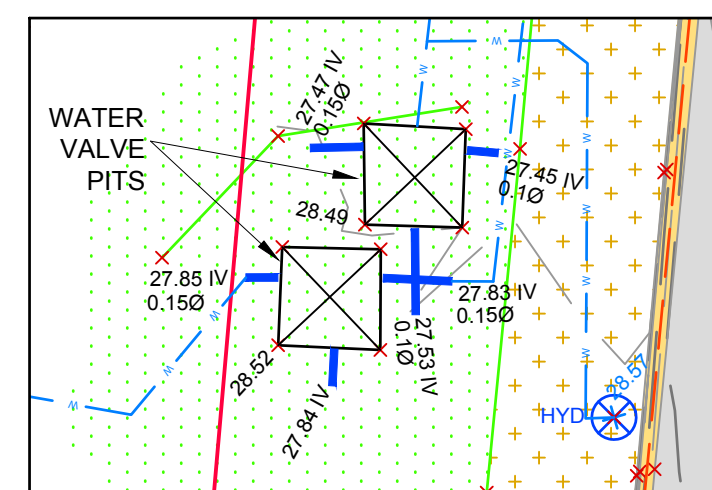 W
27.47 IV
0.15Ø
WATER
VALVE
PITS
W
W
W
W
27.45 IV
0.1Ø
28.49
W
27.85 IV
0.15Ø
27.83 IV
0.15Ø
27.53 IV
0.1Ø
W
W
28.52
28.57
W
W
27.84 IV
HYD